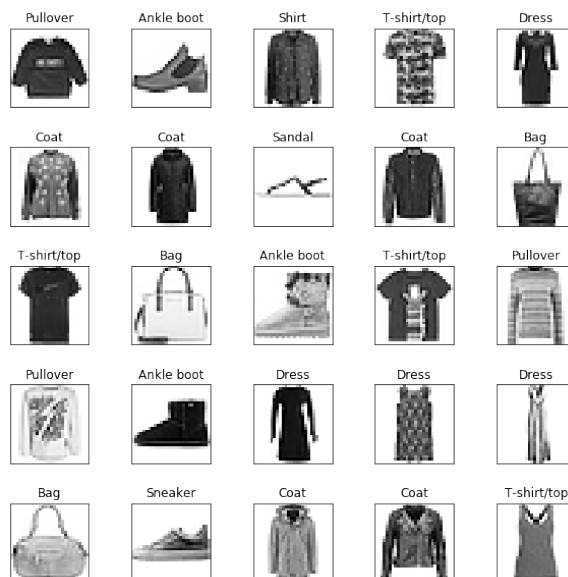 Pullover Ankle boot Shirt T-shirt/top Dress
Coat Coat Sandal Coat Bag
T-shirt/top Bag Ankle boot T-shirt/top Pullover
Pullover Ankle boot Dress Dress Dress
Bag Sneaker Coat Coat T-shirt/top